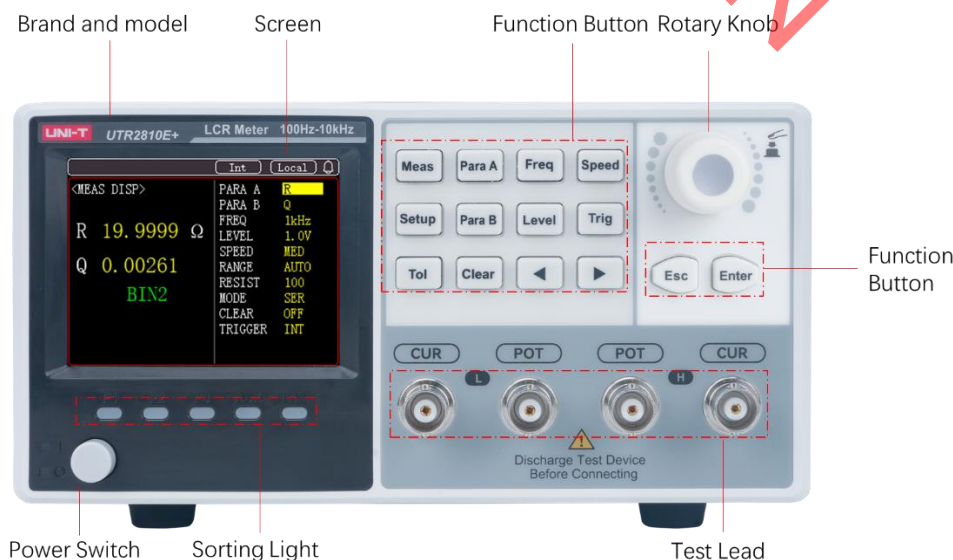 Brand and model
Screen
Function Button
Rotary Knob
UNI-T
UTR2810E+
LCR Meter
100Hz-10kHz
Int
Local
<MEAS DISP>
R 19.9999 Ω
Q 0.00261
BIN2
PARA A R
PARA B Q
FREQ 1kHz
LEVEL 1.0V
SPEED MED
RANGE AUTO
RESIST 100
MODE SER
CLEAR OFF
TRIGGER INT
Meas
Para A
Freq
Speed
Setup
Para B
Level
Trig
Tol
Clear
Esc
Enter
Function
Button
CUR
POT
POT
CUR
L
H
Discharge Test Device
Before Connecting
Power Switch
Sorting Light
Test Lead